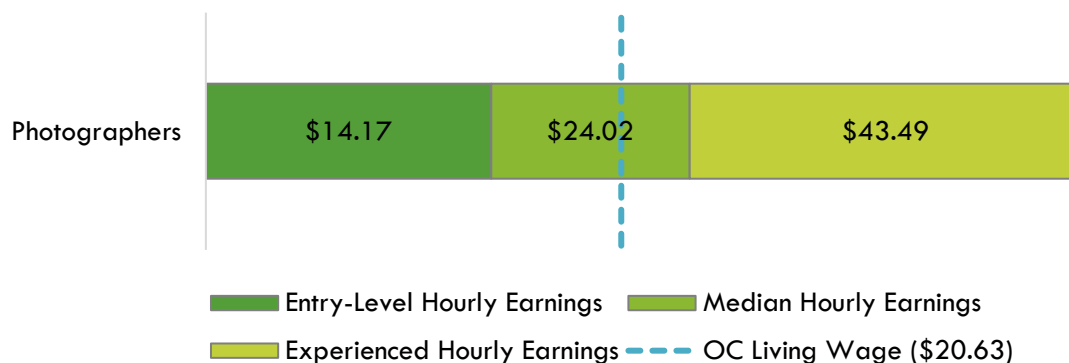 Photographers $14.17 $24.02 $43.49
Entry-Level Hourly Earnings Median Hourly Earnings
Experienced Hourly Earnings OC Living Wage ($20.63)